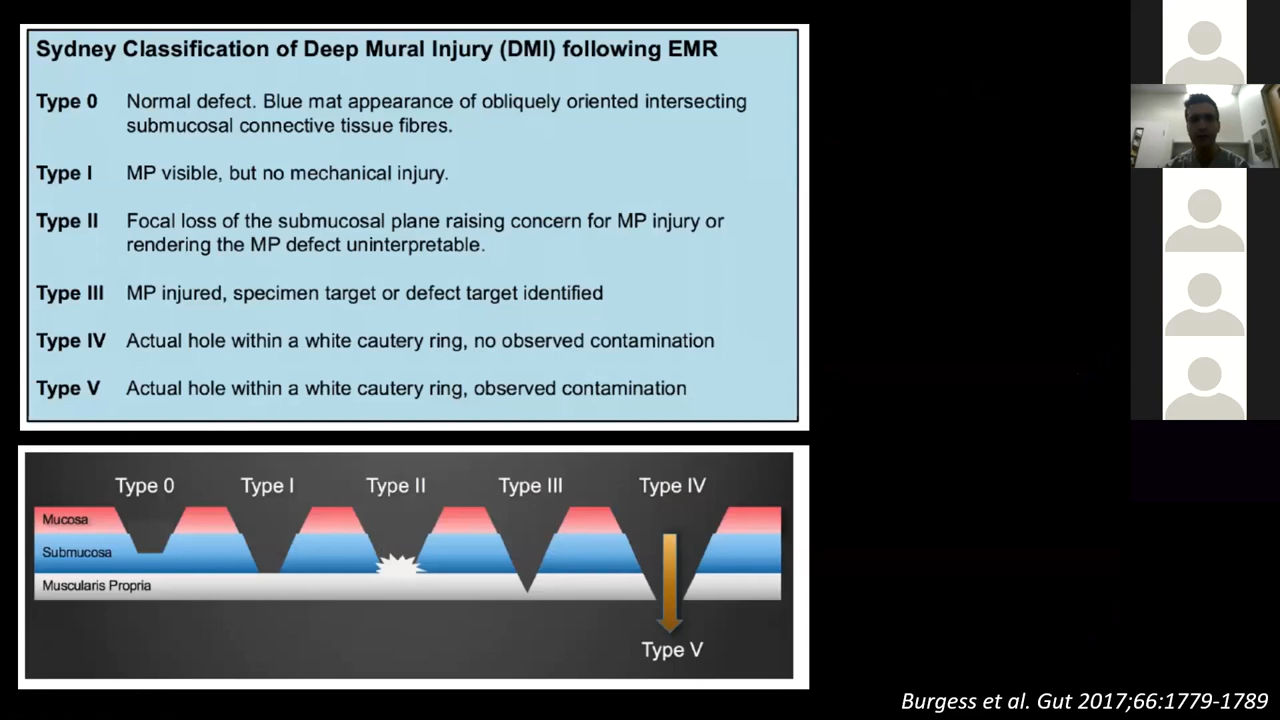 Sydney Classification of Deep Mural Injury (DMI) following EMR
Type 0 Normal defect. Blue mat appearance of obliquely oriented intersecting
submucosal connective tissue fibres.
Type I MP visible, but no mechanical injury.
Type II Focal loss of the submucosal plane raising concern for MP injury or
rendering the MP defect uninterpretable.
Type III MP injured, specimen target or defect target identified
Type IV Actual hole within a white cautery ring, no observed contamination
Type V Actual hole within a white cautery ring, observed contamination
Type 0 Type I Type II Type III Type IV
Mucosa
Submucosa
Muscularis Propria
Type V
Burgess et al. Gut 2017;66:1779-1789